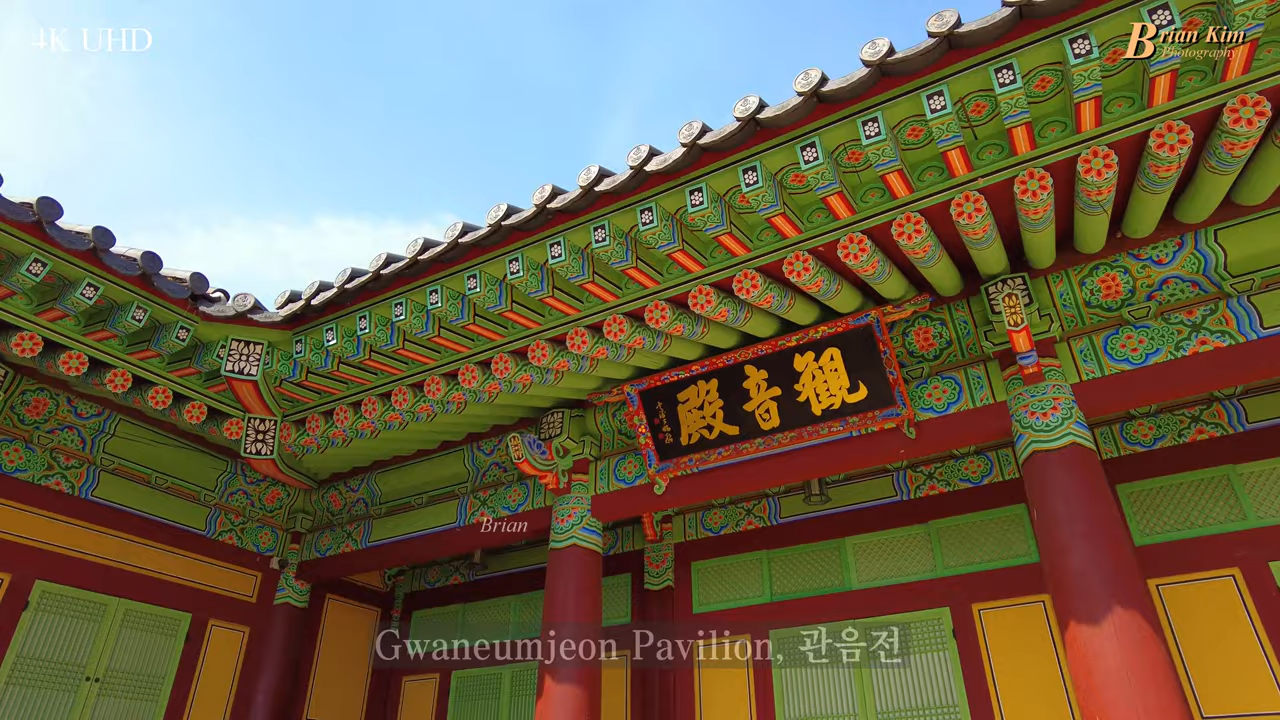 4K UHD
Brian Kim
Photography
殿音觀
Brian
Gwaneumjeon Pavilion, 관음전